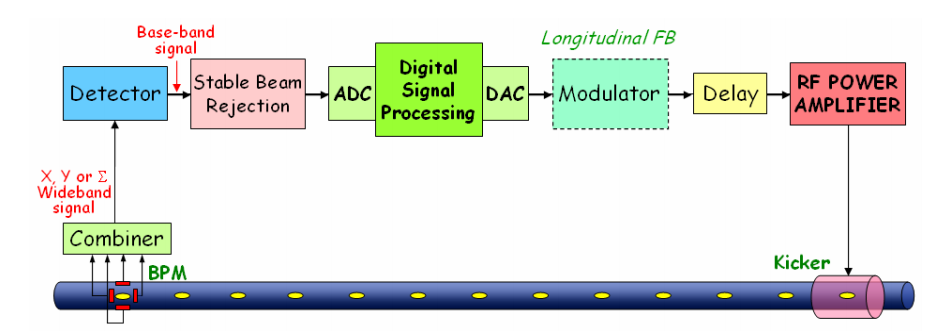 Base-band
signal
Longitudinal FB
Detector
Stable Beam
Rejection
ADC
Digital
Signal
Processing
DAC
Modulator
Delay
RF POWER
AMPLIFIER
X, Y or Σ
Wideband
signal
Combiner
BPM
Kicker